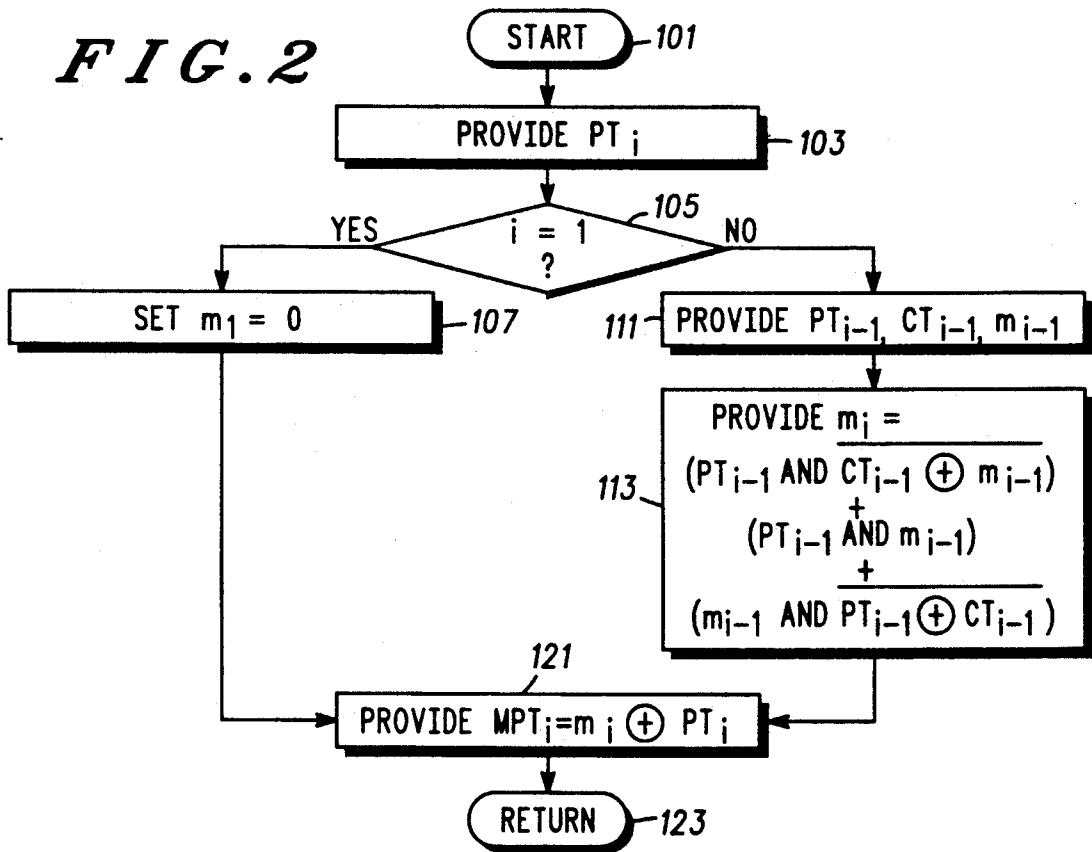 FIG.2
START
101
PROVIDE PT i
103
105
YES
i = 1
?
NO
SET m1 = 0
107
111
PROVIDE PTi-1, CTi-1, mi-1
PROVIDE mi =
(PTi-1 AND CTi-1 ⊕ mi-1)
+
(PTi-1 AND mi-1)
+
(mi-1 AND PTi-1 ⊕ CTi-1)
113
121
PROVIDE MPTi=mi ⊕ PTi
RETURN
123